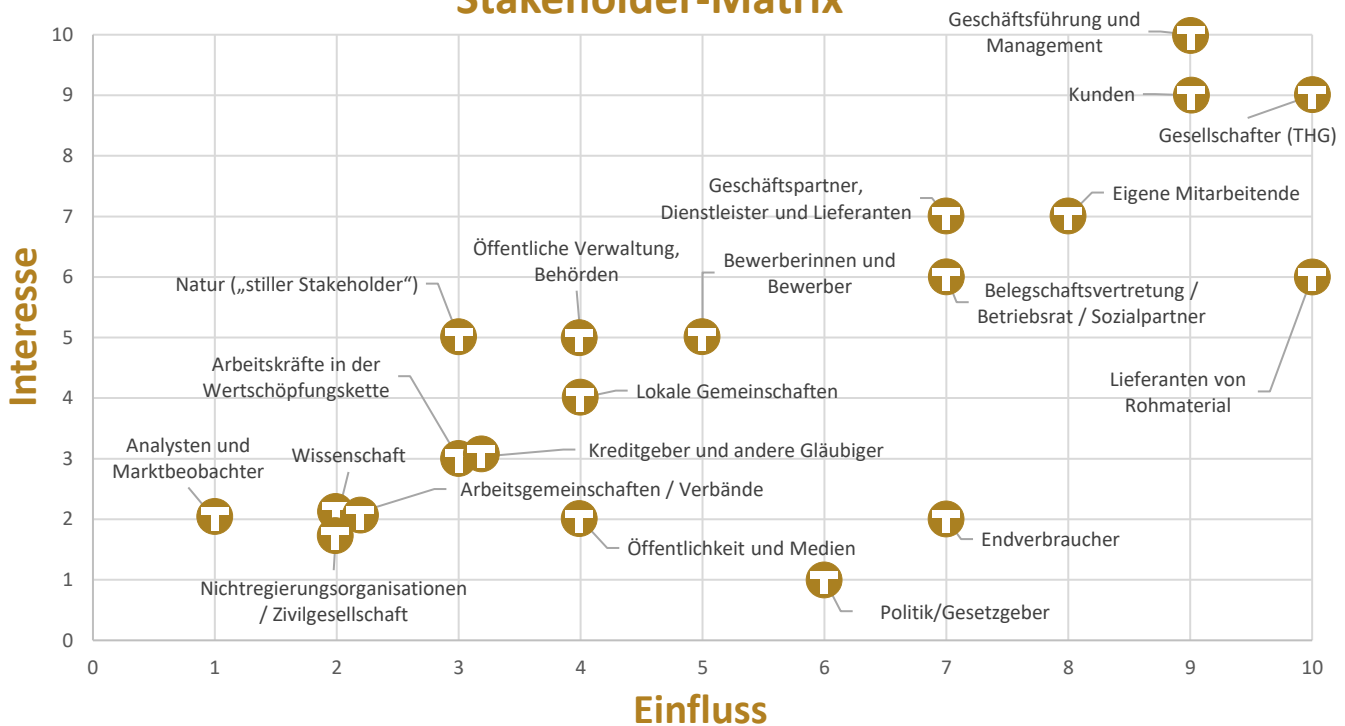 Stakeholder-Matrix
Geschäftsführung und
Management
Kunden
Gesellschafter (THG)
Geschäftspartner,
Dienstleister und Lieferanten
Eigene Mitarbeitende
Öffentliche Verwaltung,
Behörden
Bewerberinnen und
Bewerber
Natur („stiller Stakeholder“)
Belegschaftsvertretung /
Betriebsrat / Sozialpartner
Arbeitskräfte in der
Wertschöpfungskette
Lokale Gemeinschaften
Lieferanten von
Rohmaterial
Analysten und
Marktbeobachter
Wissenschaft
Kreditgeber und andere Gläubiger
Arbeitsgemeinschaften / Verbände
Öffentlichkeit und Medien
Endverbraucher
Nichtregierungsorganisationen
/ Zivilgesellschaft
Politik/Gesetzgeber
Interesse
10
9
8
7
6
5
4
3
2
1
0
0 1 2 3 4 5 6 7 8 9 10
Einfluss